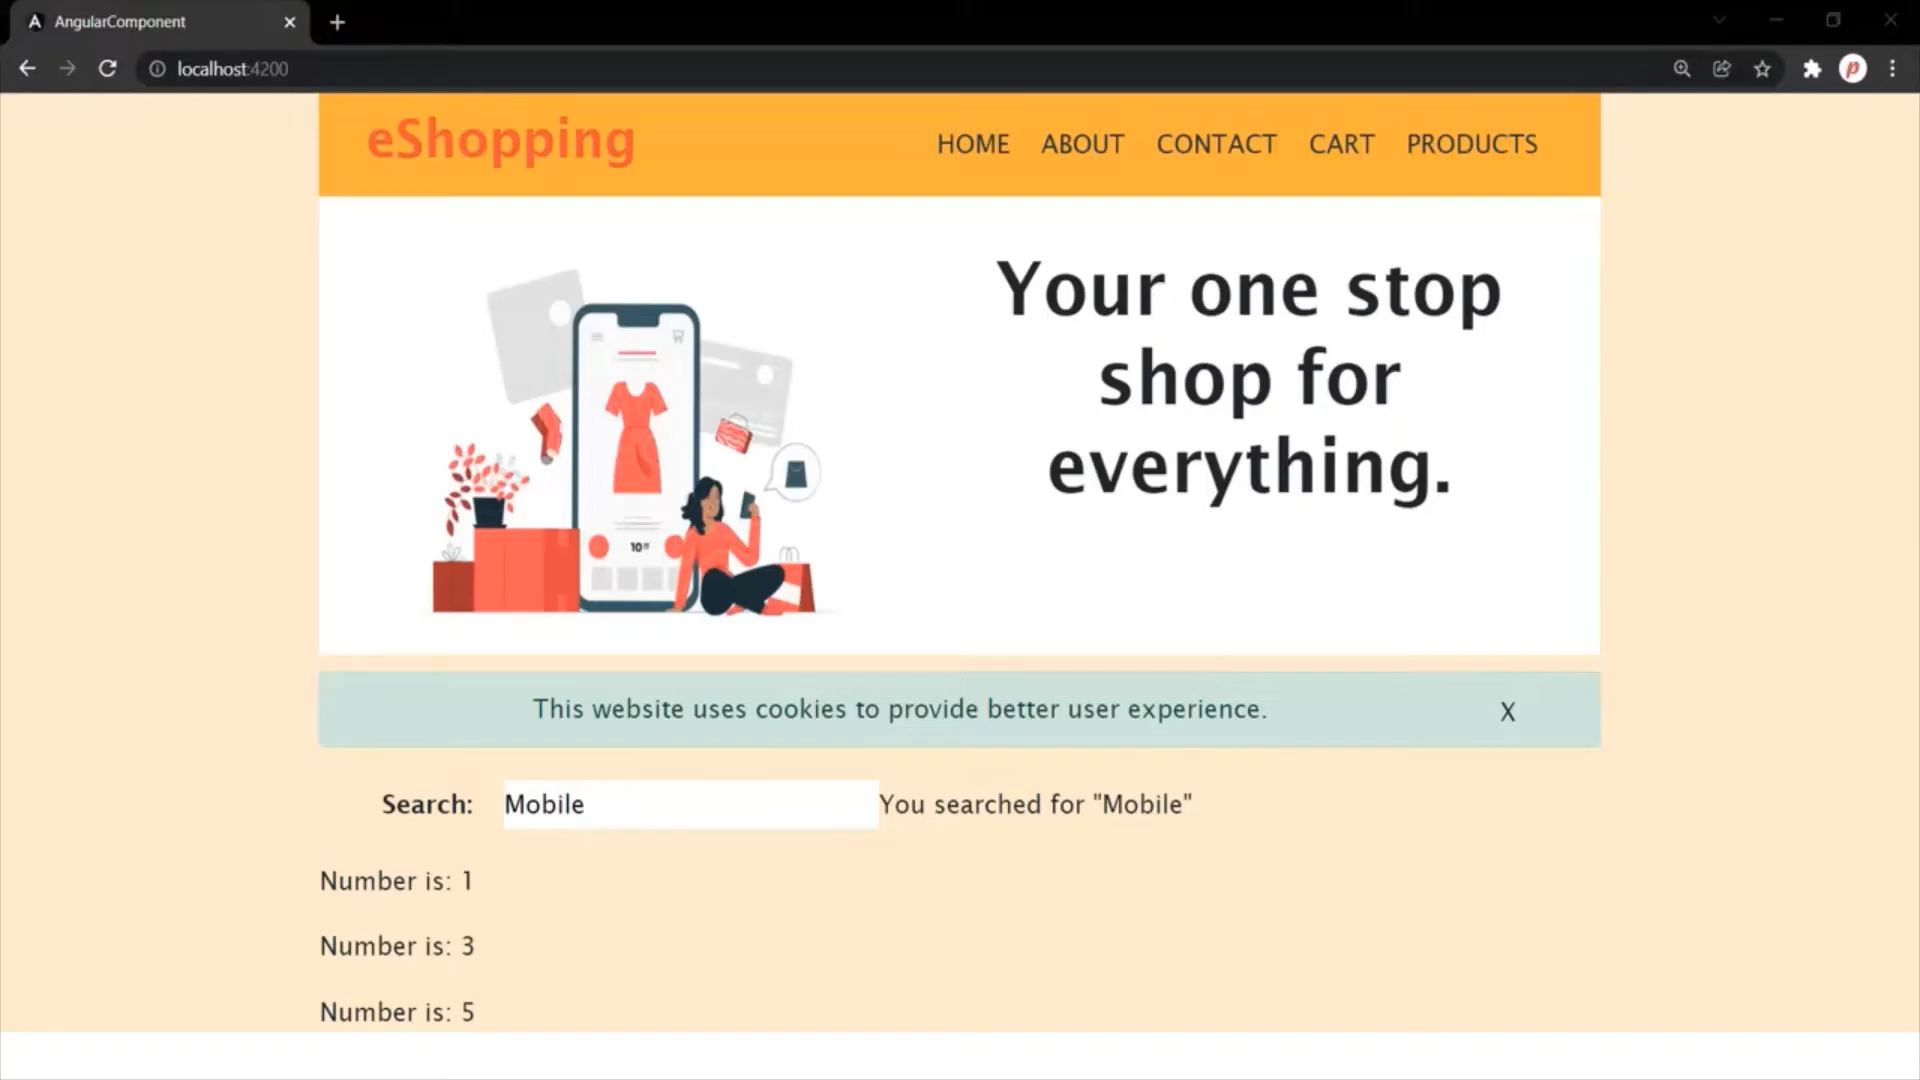 AngularComponent
localhost:4200
eShopping
HOME ABOUT CONTACT CART PRODUCTS
Your one stop
shop for
everything.
10
This website uses cookies to provide better user experience. X
Search: Mobile You searched for "Mobile"
Number is: 1
Number is: 3
Number is: 5